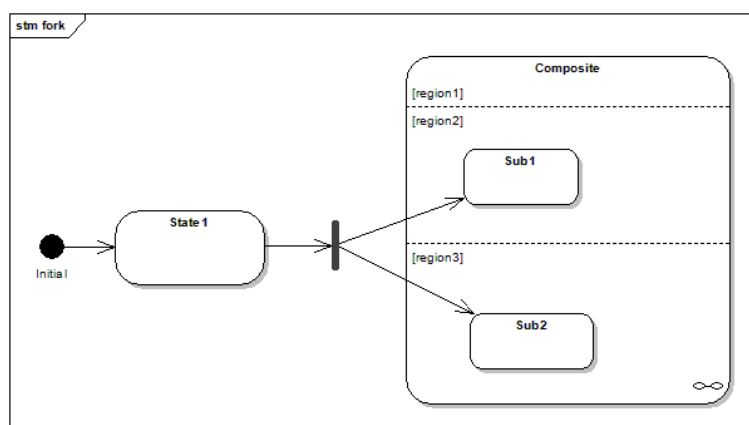 stm fork
Composite
[region1]
[region2]
Sub1
State1
Initial
[region3]
Sub2